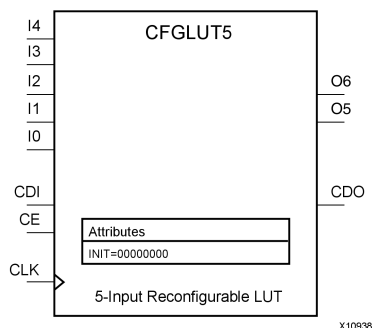 CFGLUT5
I4
I3
I2
I1
I0
CDI
CE
CLK
O6
O5
CDO
Attributes
INIT=00000000
5-Input Reconfigurable LUT
X10938